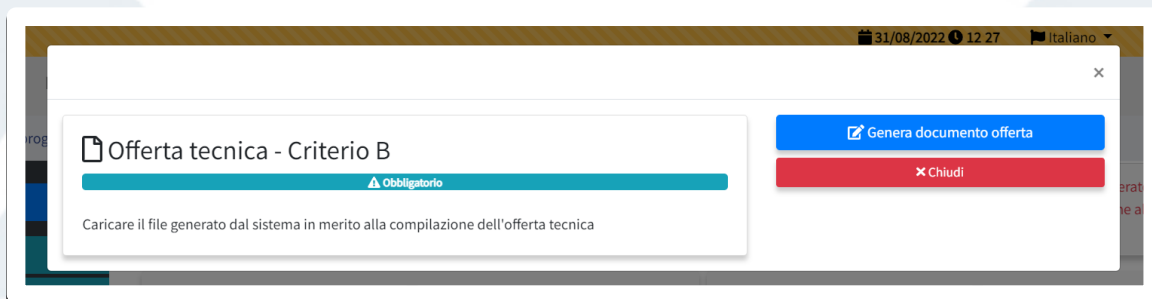 31/08/2022 12 27 Italiano
×
prog
Offerta tecnica - Criterio B
Obbligatorio
Caricare il file generato dal sistema in merito alla compilazione dell'offerta tecnica
Genera documento offerta
Chiudi